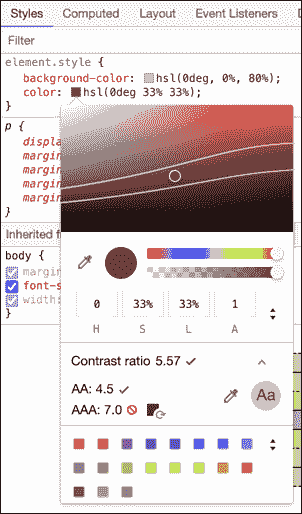 Styles Computed Layout Event Listeners
Filter
element.style {
background-color: hsl(0deg, 0%, 80%);
color: hsl(0deg 33% 33%);
}
p {
displa
margin
margin
margin
margin
}
Inherited f
body {
margin
font-s
width:
}
0 33% 33% 1
H S L A
Contrast ratio 5.57
AA: 4.5
AAA: 7.0
Aa